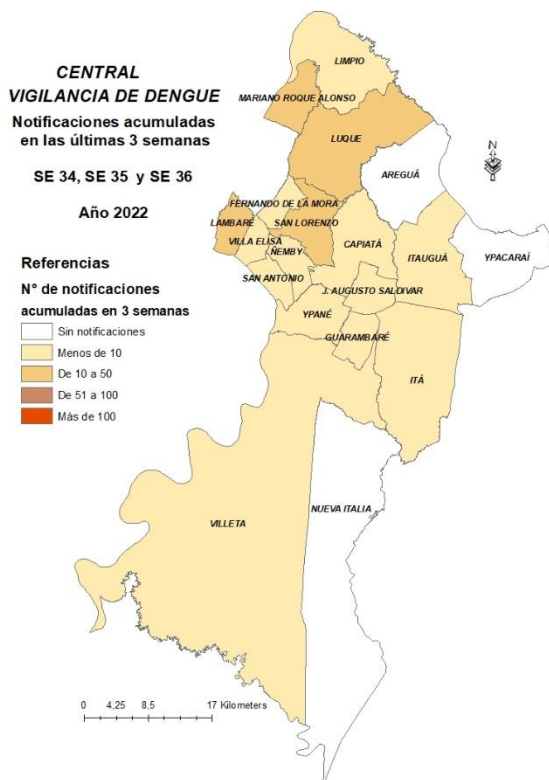 CENTRAL
VIGILANCIA DE DENGUE
Notificaciones acumuladas
en las últimas 3 semanas
SE 34, SE 35 y SE 36
Año 2022
Referencias
N° de notificaciones
acumuladas en 3 semanas
Sin notificaciones
Menos de 10
De 10 a 50
De 51 a 100
Más de 100
LIMPIO
MARIANO ROQUE ALONSO
LUQUE
N
AREGUÁ
FERNANDO DE LA MORA
LAMBARÉ
SAN LORENZO
VILLA ELISA
ÑEMBY
CAPIATÁ
ITAUGUÁ
YPACARAÍ
SAN ANTONIO
J. AUGUSTO SALDIVAR
YPANÉ
GUARAMBARÉ
ITÁ
VILLETA
NUEVA ITALIA
0 4,25 8,5 17 Kilometers